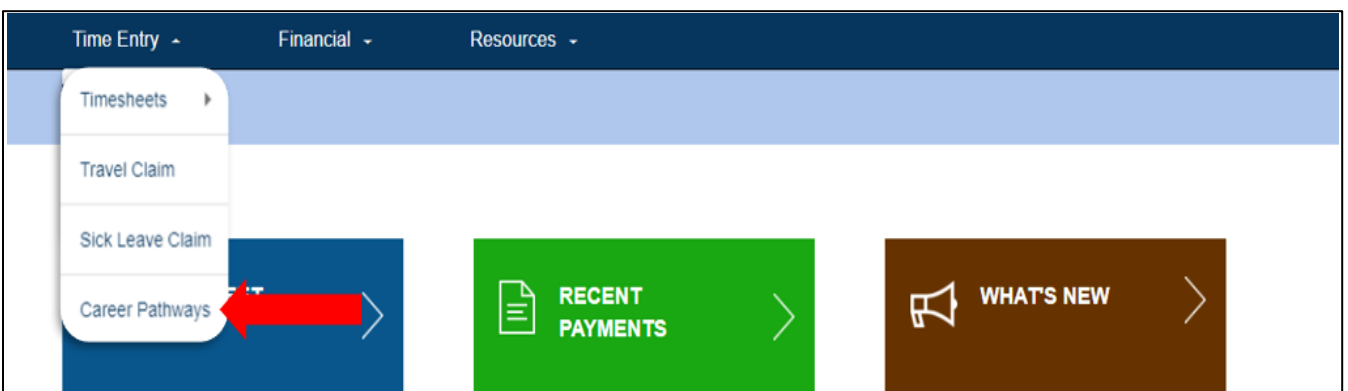 Time Entry
Financial
Resources
Timesheets
Travel Claim
Sick Leave Claim
Career Pathways
RECENT
PAYMENTS
WHAT'S NEW